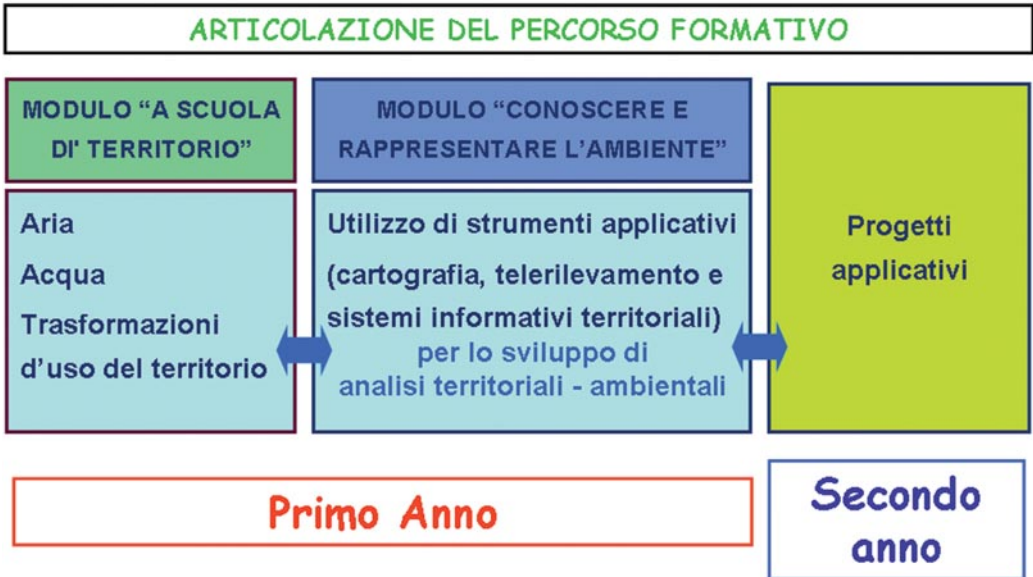 ARTICOLAZIONE DEL PERCORSO FORMATIVO
MODULO “A SCUOLA
DI' TERRITORIO”
Aria
Acqua
Trasformazioni
d’uso del territorio
MODULO “CONOSCERE E
RAPPRESENTARE L’AMBIENTE”
Utilizzo di strumenti applicativi
(cartografia, telerilevamento e
sistemi informativi territoriali)
per lo sviluppo di
analisi territoriali - ambientali
Progetti
applicativi
Primo Anno
Secondo
anno